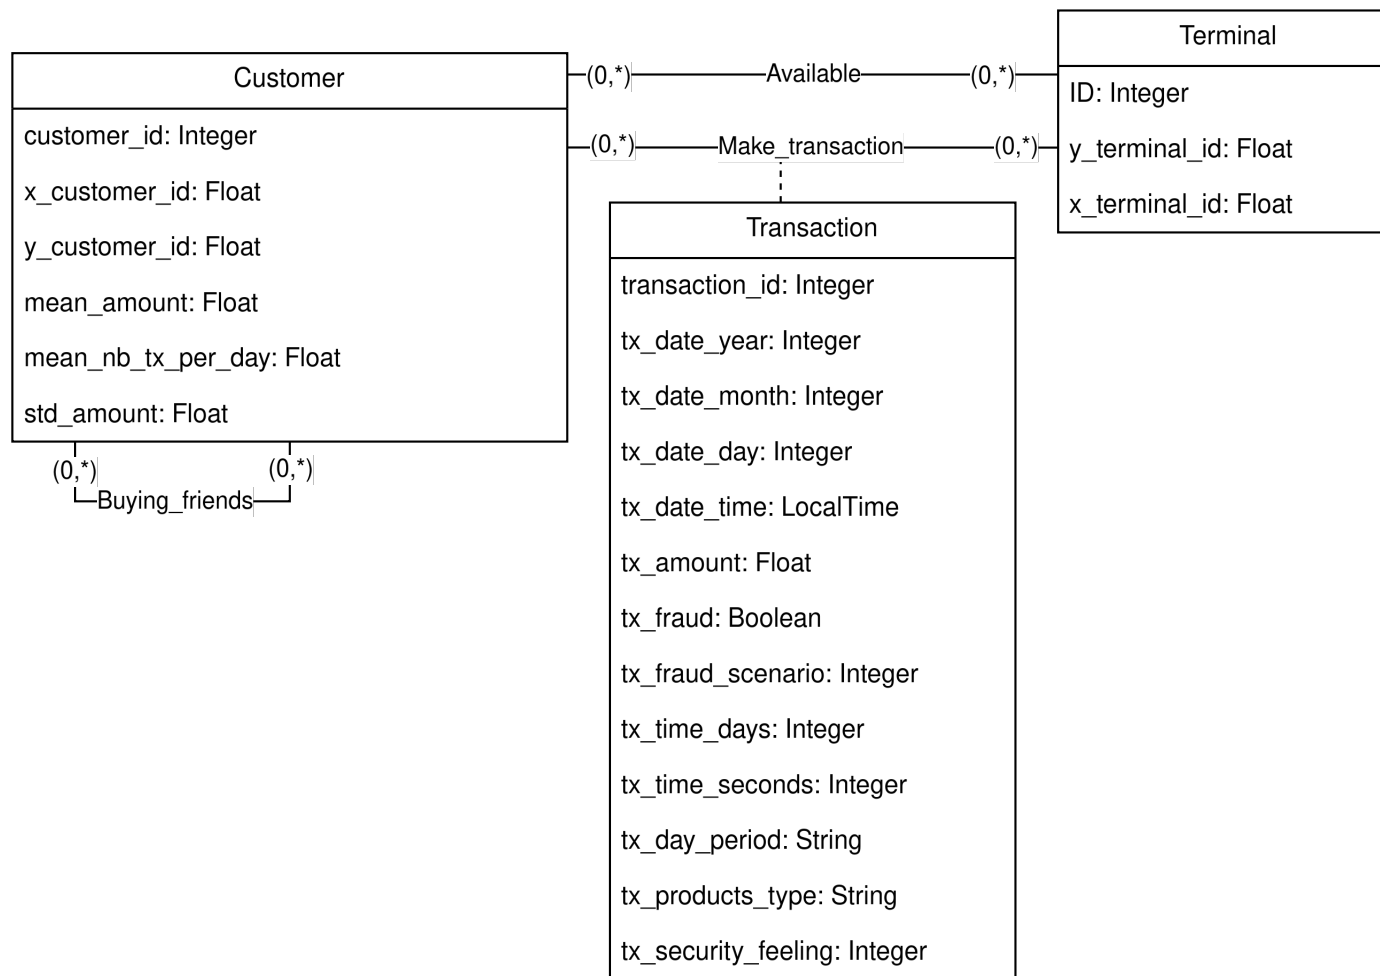 Customer
customer_id: Integer
x_customer_id: Float
y_customer_id: Float
mean_amount: Float
mean_nb_tx_per_day: Float
std_amount: Float
(0,*)
(0,*)
Buying_friends
(0,*)
Available
(0,*)
(0,*)
Make_transaction
(0,*)
Terminal
ID: Integer
y_terminal_id: Float
x_terminal_id: Float
Transaction
transaction_id: Integer
tx_date_year: Integer
tx_date_month: Integer
tx_date_day: Integer
tx_date_time: LocalTime
tx_amount: Float
tx_fraud: Boolean
tx_fraud_scenario: Integer
tx_time_days: Integer
tx_time_seconds: Integer
tx_day_period: String
tx_products_type: String
tx_security_feeling: Integer